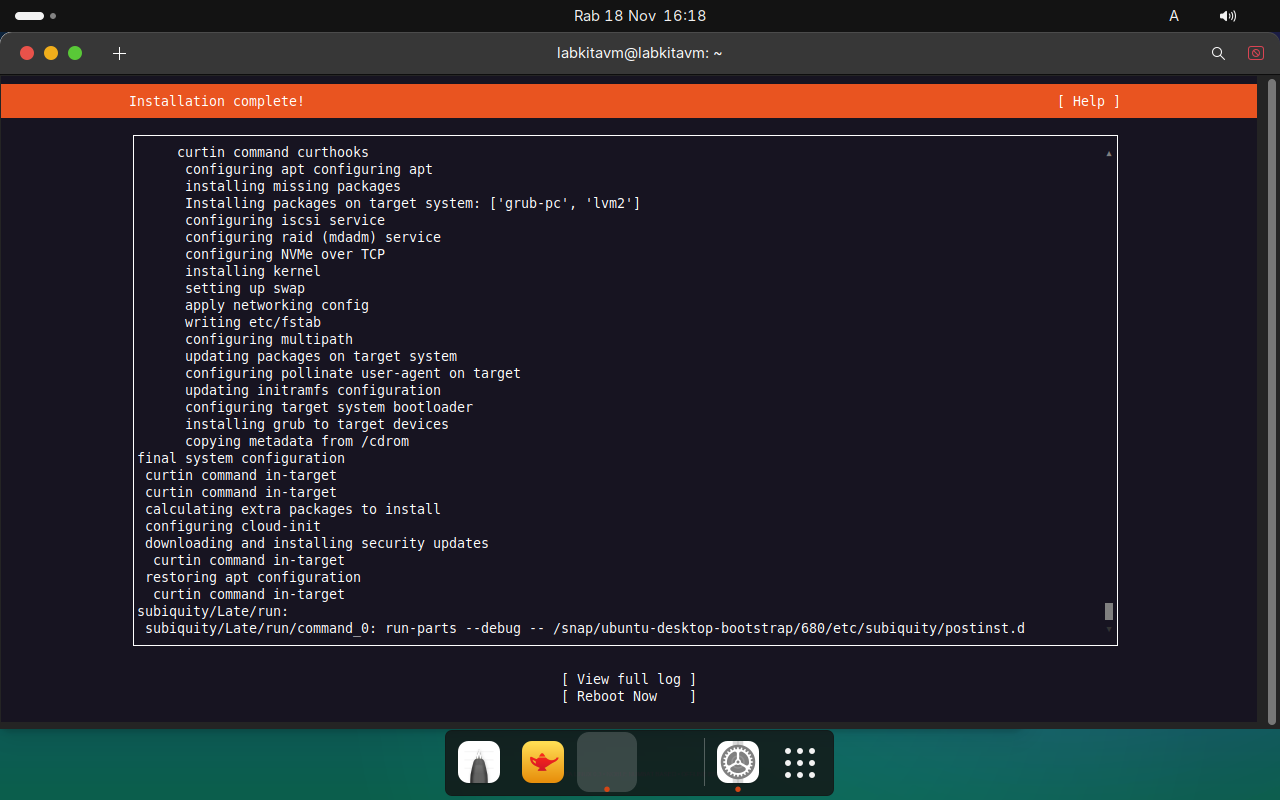 Rab 18 Nov 16:18
A
labkitavm@labkitavm: ~
Installation complete! [ Help ]
curtin command curthooks
configuring apt configuring apt
installing missing packages
Installing packages on target system: ['grub-pc', 'lvm2']
configuring iscsi service
configuring raid (mdadm) service
configuring NVMe over TCP
installing kernel
setting up swap
apply networking config
writing etc/fstab
configuring multipath
updating packages on target system
configuring pollinate user-agent on target
updating initramfs configuration
configuring target system bootloader
installing grub to target devices
copying metadata from /cdrom
final system configuration
curtin command in-target
curtin command in-target
calculating extra packages to install
configuring cloud-init
downloading and installing security updates
curtin command in-target
restoring apt configuration
curtin command in-target
subiquity/Late/run:
subiquity/Late/run/command_0: run-parts --debug -- /snap/ubuntu-desktop-bootstrap/680/etc/subiquity/postinst.d
[ View full log ]
[ Reboot Now ]